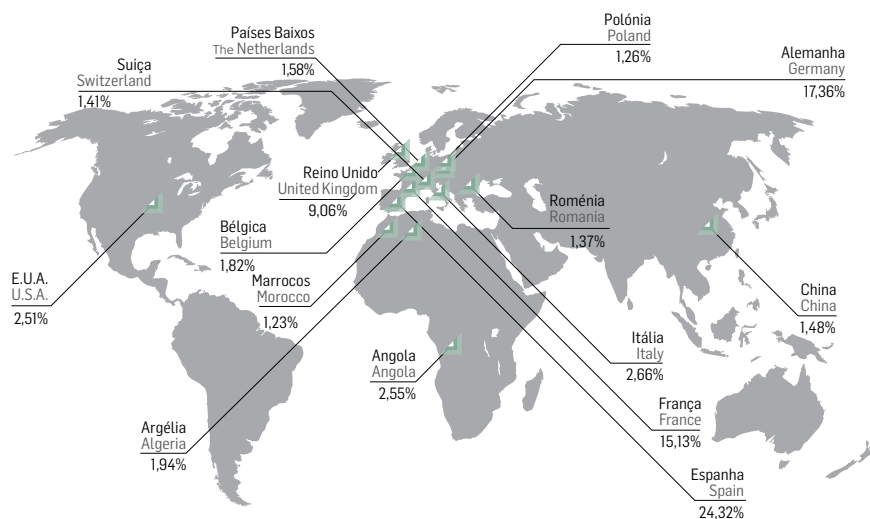 Polónia
Poland
1,26%
Países Baixos
The Netherlands
1,58%
Alemanha
Germany
17,36%
Suiça
Switzerland
1,41%
Reino Unido
United Kingdom
9,06%
Roménia
Romania
1,37%
Bélgica
Belgium
1,82%
E.U.A.
U.S.A.
2,51%
Marrocos
Morocco
1,23%
China
China
1,48%
Itália
Italy
2,66%
Angola
Angola
2,55%
França
France
15,13%
Argélia
Algeria
1,94%
Espanha
Spain
24,32%